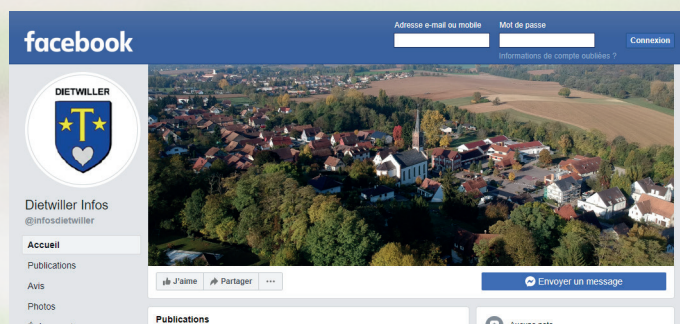 facebook
Adresse e-mail ou mobile
Mot de passe
Connexion
Informations de compte oubliées ?
DIETWILLER
T
Dietwiller Infos
@infosdietwiller
Accueil
Publications
Avis
Photos
J'aime
Partager
Envoyer un message
Publications